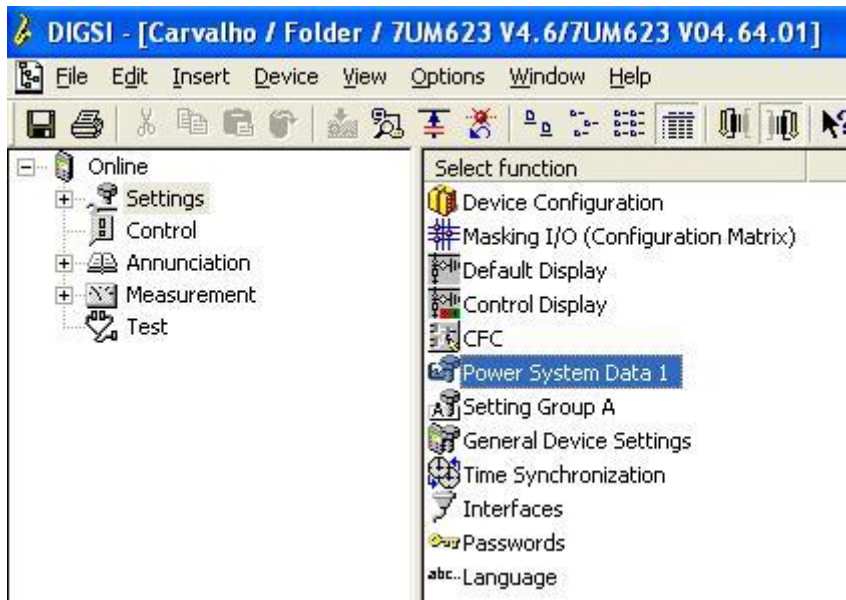 DIGSI - [Carvalho / Folder / 7UM623 V4.6/7UM623 V04.64.01]
File Edit Insert Device View Options Window Help
Online
Settings
Control
Annunciation
Measurement
Test
Select function
Device Configuration
Masking I/O (Configuration Matrix)
Default Display
Control Display
CFC
Power System Data 1
Setting Group A
General Device Settings
Time Synchronization
Interfaces
Passwords
abc..Language